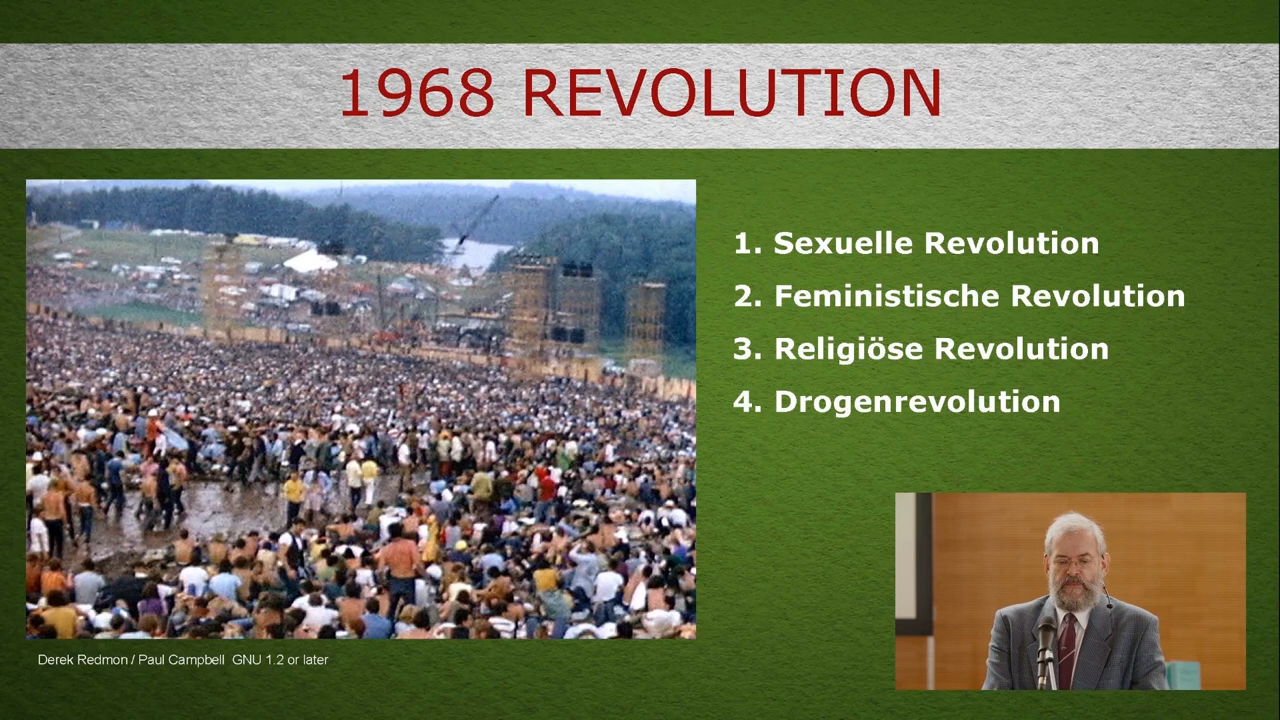 1968 REVOLUTION
1. Sexuelle Revolution
2. Feministische Revolution
3. Religiöse Revolution
4. Drogenrevolution
Derek Redmon / Paul Campbell GNU 1.2 or later